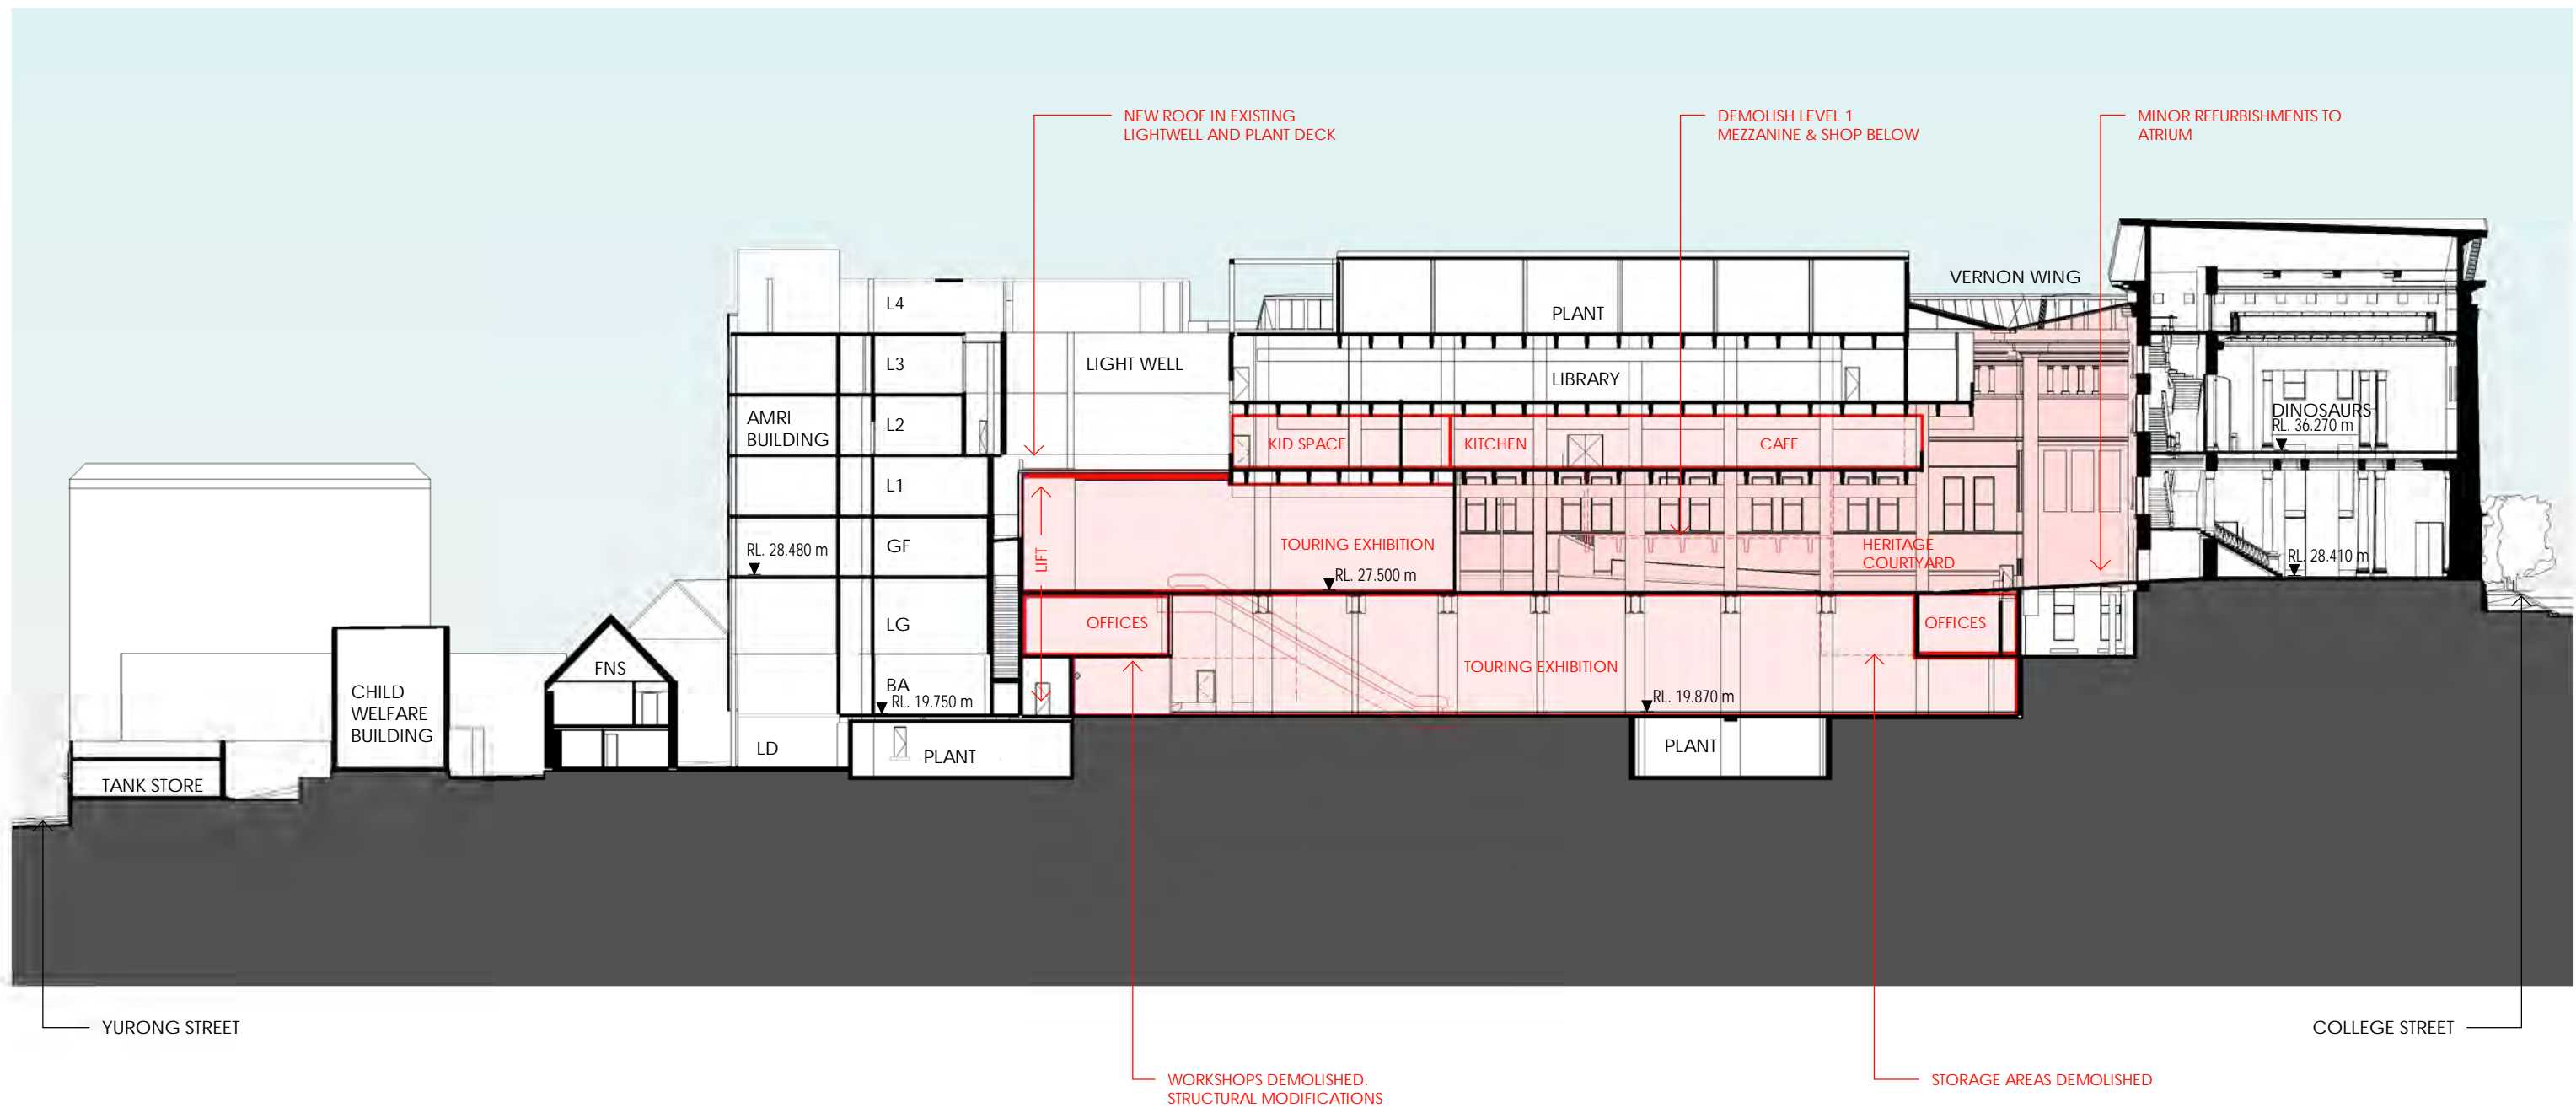 NEW ROOF IN EXISTING
LIGHTWELL AND PLANT DECK
DEMOLISH LEVEL 1
MEZZANINE & SHOP BELOW
MINOR REFURBISHMENTS TO
ATRIUM
VERNON WING
L4
PLANT
L3
LIGHT WELL
LIBRARY
AMRI
BUILDING
L2
KID SPACE
KITCHEN
CAFE
DINOSAURS
RL. 36.270 m
L1
GF
RL. 28.480 m
LIFT
TOURING EXHIBITION
RL. 27.500 m
HERITAGE
COURTYARD
RL. 28.410 m
LG
OFFICES
OFFICES
FNS
TOURING EXHIBITION
CHILD
WELFARE
BUILDING
BA
RL. 19.750 m
RL. 19.870 m
LD
PLANT
PLANT
TANK STORE
YURONG STREET
COLLEGE STREET
WORKSHOPS DEMOLISHED.
STRUCTURAL MODIFICATIONS
STORAGE AREAS DEMOLISHED